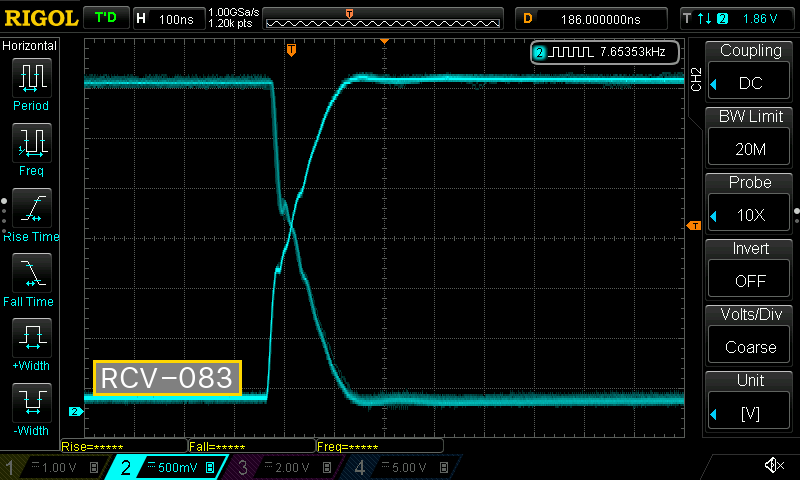 RIGOL T'D H 100ns 1.00GSa/s 1.20k pts D 186.000000ns T 2 1.86 V
Horizontal
2 7.65353kHz
Period
Freq
Rise Time
Fall Time
+Width
-Width
CH2
Coupling
DC
BW Limit
20M
Probe
10X
Invert
OFF
Volts/Div
Coarse
Unit
[V]
T
T
T
2
RCV-083
Rise=***** Fall=***** Freq=*****
1 1.00 V B 2 500mV B 3 2.00 V B 4 5.00 V B